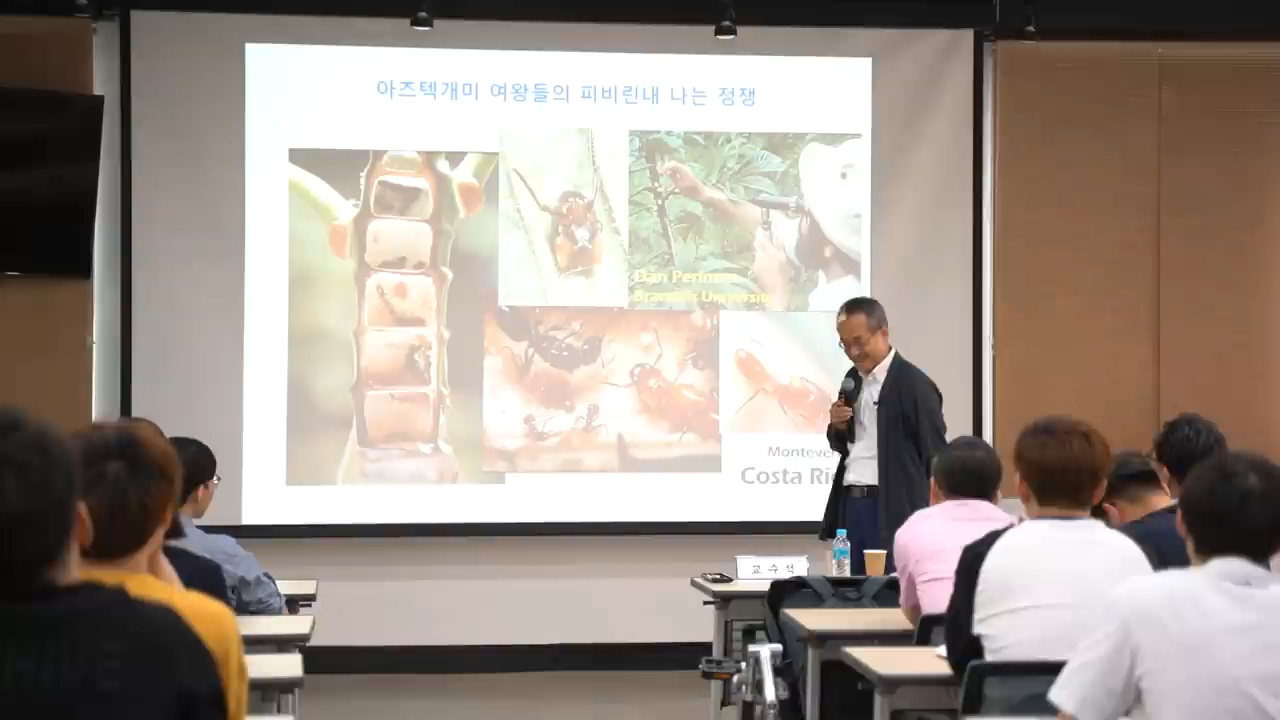 아즈텍개미 여왕들의 피비린내 나는 정쟁
Dan Perlman
Brandeis University
Montever
Costa Ri
교 수 석